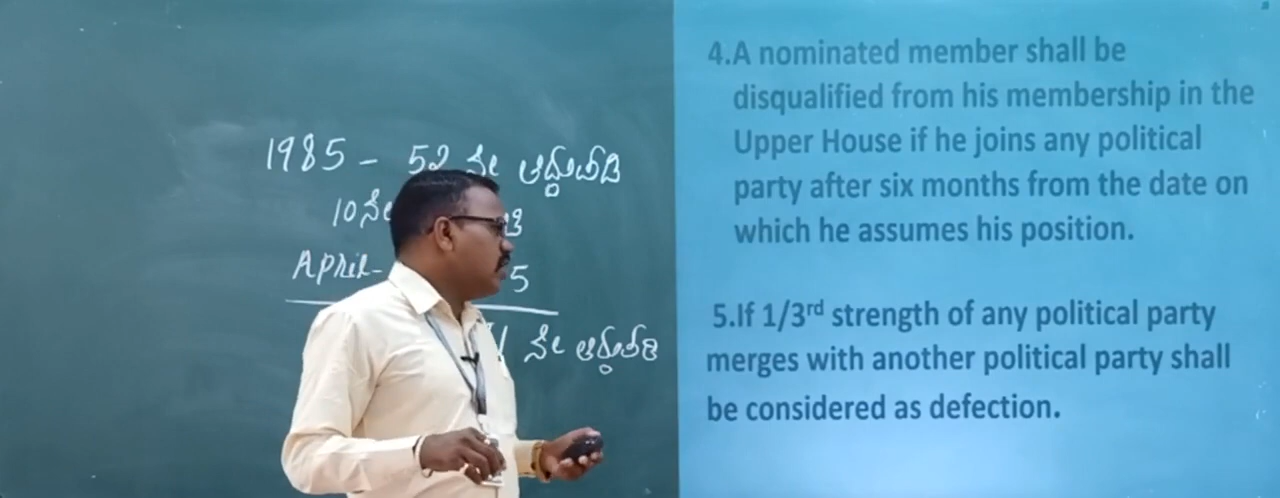 1985 - 52 ನೇ ತಿದ್ದುಪಡಿ
10ನೇ
April - 5
ನೇ ತಿದ್ದುಪಡಿ
4.A nominated member shall be
disqualified from his membership in the
Upper House if he joins any political
party after six months from the date on
which he assumes his position.
5.If 1/3rd strength of any political party
merges with another political party shall
be considered as defection.